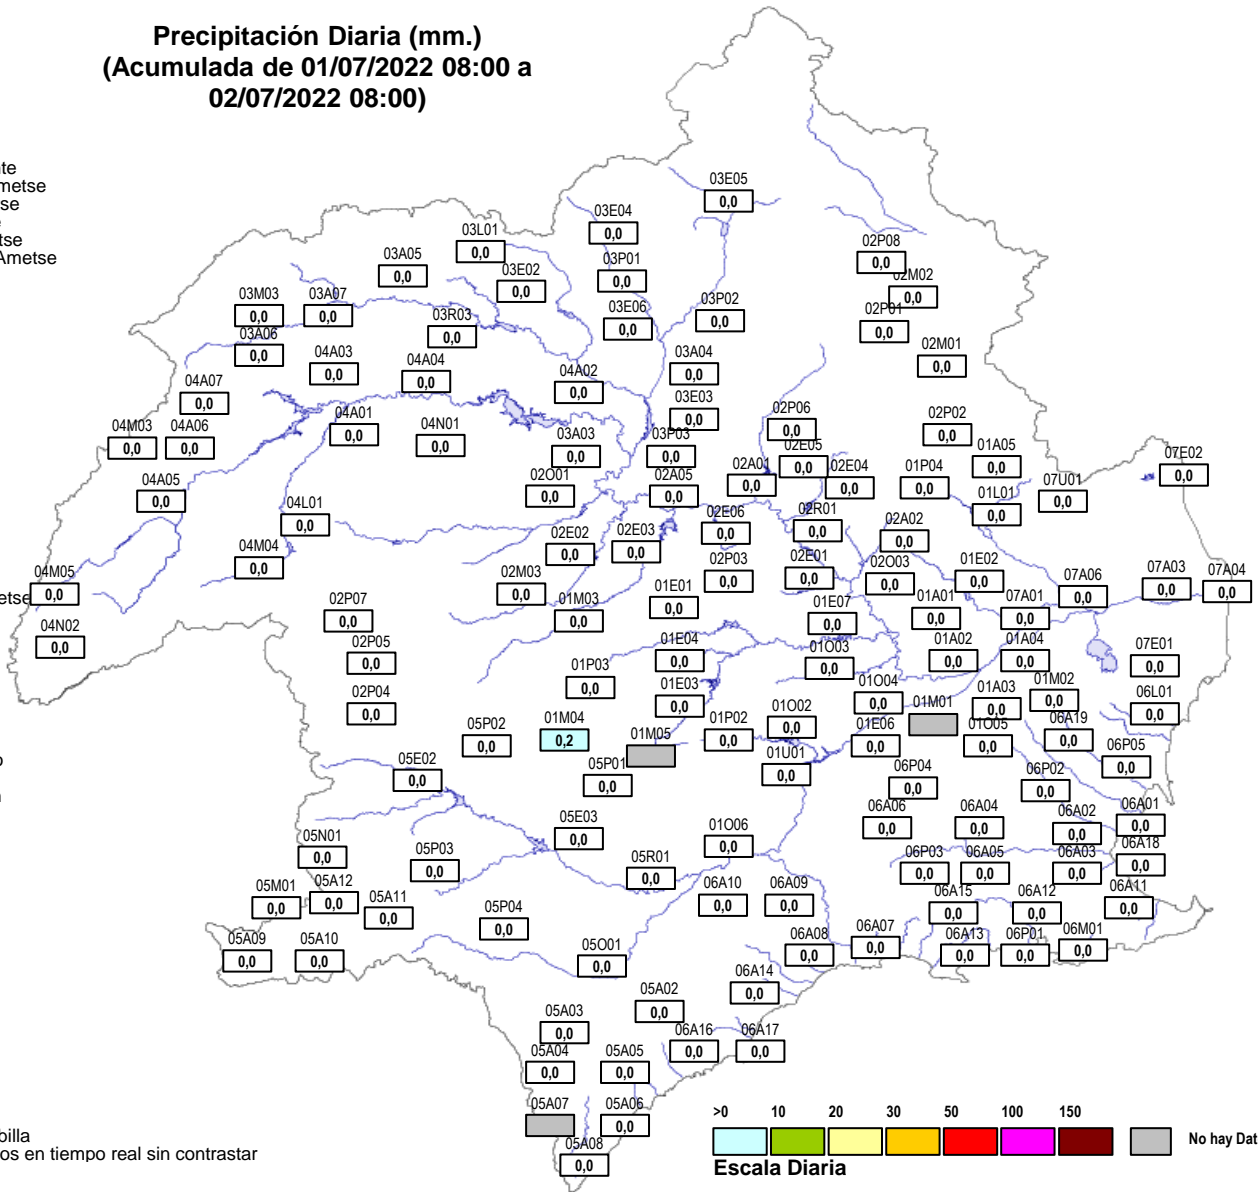 Precipitación Diaria (mm.)
(Acumulada de 01/07/2022 08:00 a
02/07/2022 08:00)
nte
metse
se
e
tse
Ametse
03E05
0,0
03E04
0,0
03L01
0,0
02P08
0,0
03A05
0,0
03P01
0,0
03E02
0,0
02M02
0,0
03M03
0,0
03A07
0,0
03P02
0,0
03E06
0,0
02P01
0,0
03R03
0,0
03A06
0,0
02M01
0,0
04A03
0,0
04A04
0,0
03A04
0,0
04A02
0,0
04A07
0,0
03E03
0,0
02P06
0,0
02P02
0,0
04A01
0,0
04M03
0,0
04A06
0,0
04N01
0,0
03A03
0,0
03P03
0,0
02E05
0,0
01A05
0,0
07E02
0,0
02A01
0,0
02E04
0,0
01P04
0,0
02O01
0,0
02A05
0,0
04A05
0,0
07U01
0,0
01L01
0,0
04L01
0,0
02E06
0,0
02R01
0,0
02A02
0,0
02E02
0,0
02E03
0,0
04M04
0,0
02P03
0,0
02E01
0,0
02O03
0,0
01E02
0,0
07A03
0,0
07A04
0,0
04M05
0,0
etse
02M03
0,0
07A06
0,0
01E01
0,0
01M03
0,0
02P07
0,0
01E07
0,0
01A01
0,0
07A01
0,0
04N02
0,0
02P05
0,0
01E04
0,0
01O03
0,0
01A02
0,0
01A04
0,0
07E01
0,0
01P03
0,0
01E03
0,0
01O04
0,0
01M02
0,0
01A03
0,0
06L01
0,0
02P04
0,0
01M01
01O02
0,0
05P02
0,0
01M04
0,2
01M05
01P02
0,0
01E06
0,0
01O05
0,0
06A19
0,0
o
05E02
0,0
05P01
0,0
01U01
0,0
06P04
0,0
06P02
0,0
06P05
0,0
05E03
0,0
01O06
0,0
06A06
0,0
06A04
0,0
06A02
0,0
06A01
0,0
05N01
0,0
05P03
0,0
05R01
0,0
06P03
0,0
06A05
0,0
06A03
0,0
06A18
0,0
05M01
0,0
05A12
0,0
05A11
0,0
06A10
0,0
06A09
0,0
06A15
0,0
06A12
0,0
06A11
0,0
05P04
0,0
05A09
0,0
05A10
0,0
05O01
0,0
06A08
0,0
06A07
0,0
06A13
0,0
06P01
0,0
06M01
0,0
06A14
0,0
05A02
0,0
05A03
0,0
06A16
0,0
06A17
0,0
05A04
0,0
05A05
0,0
05A07
05A06
0,0
05A08
0,0
billa
os en tiempo real sin contrastar
>0 10 20 30 50 100 150
No hay Dat
Escala Diaria